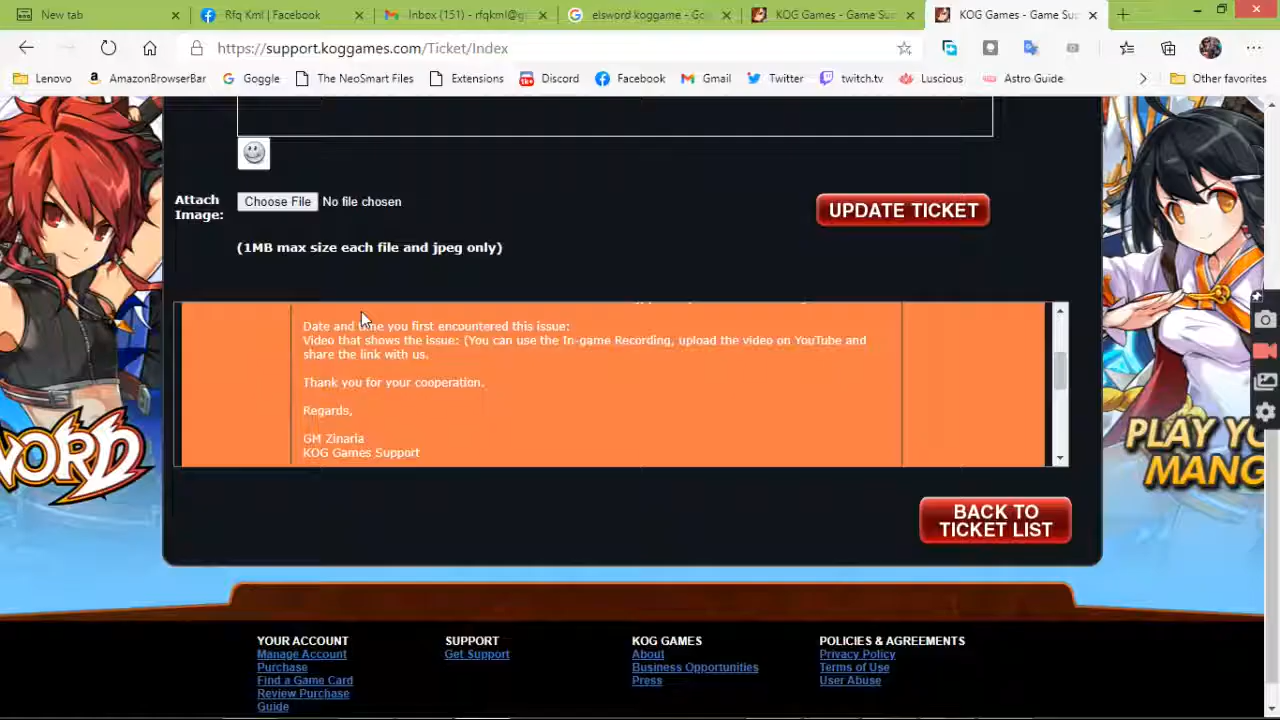 New tab
Rfq Kml | Facebook
Inbox (151) - rfqkml@g
elsword koggame - Go
KOG Games - Game Su
KOG Games - Game Su
https://support.koggames.com/Ticket/Index
Lenovo
AmazonBrowserBar
Goggle
The NeoSmart Files
Extensions
Discord
Facebook
Gmail
Twitter
twitch.tv
Luscious
Astro Guide
Other favorites
Attach
Image:
Choose File No file chosen
UPDATE TICKET
(1MB max size each file and jpeg only)
Date and time you first encountered this issue:
Video that shows the issue: (You can use the In-game Recording, upload the video on YouTube and
share the link with us.
Thank you for your cooperation.
Regards,
GM Zinaria
KOG Games Support
WORD
PLAY YO
MANG
BACK TO
TICKET LIST
YOUR ACCOUNT
Manage Account
Purchase
Find a Game Card
Review Purchase
Guide
SUPPORT
Get Support
KOG GAMES
About
Business Opportunities
Press
POLICIES & AGREEMENTS
Privacy Policy
Terms of Use
User Abuse